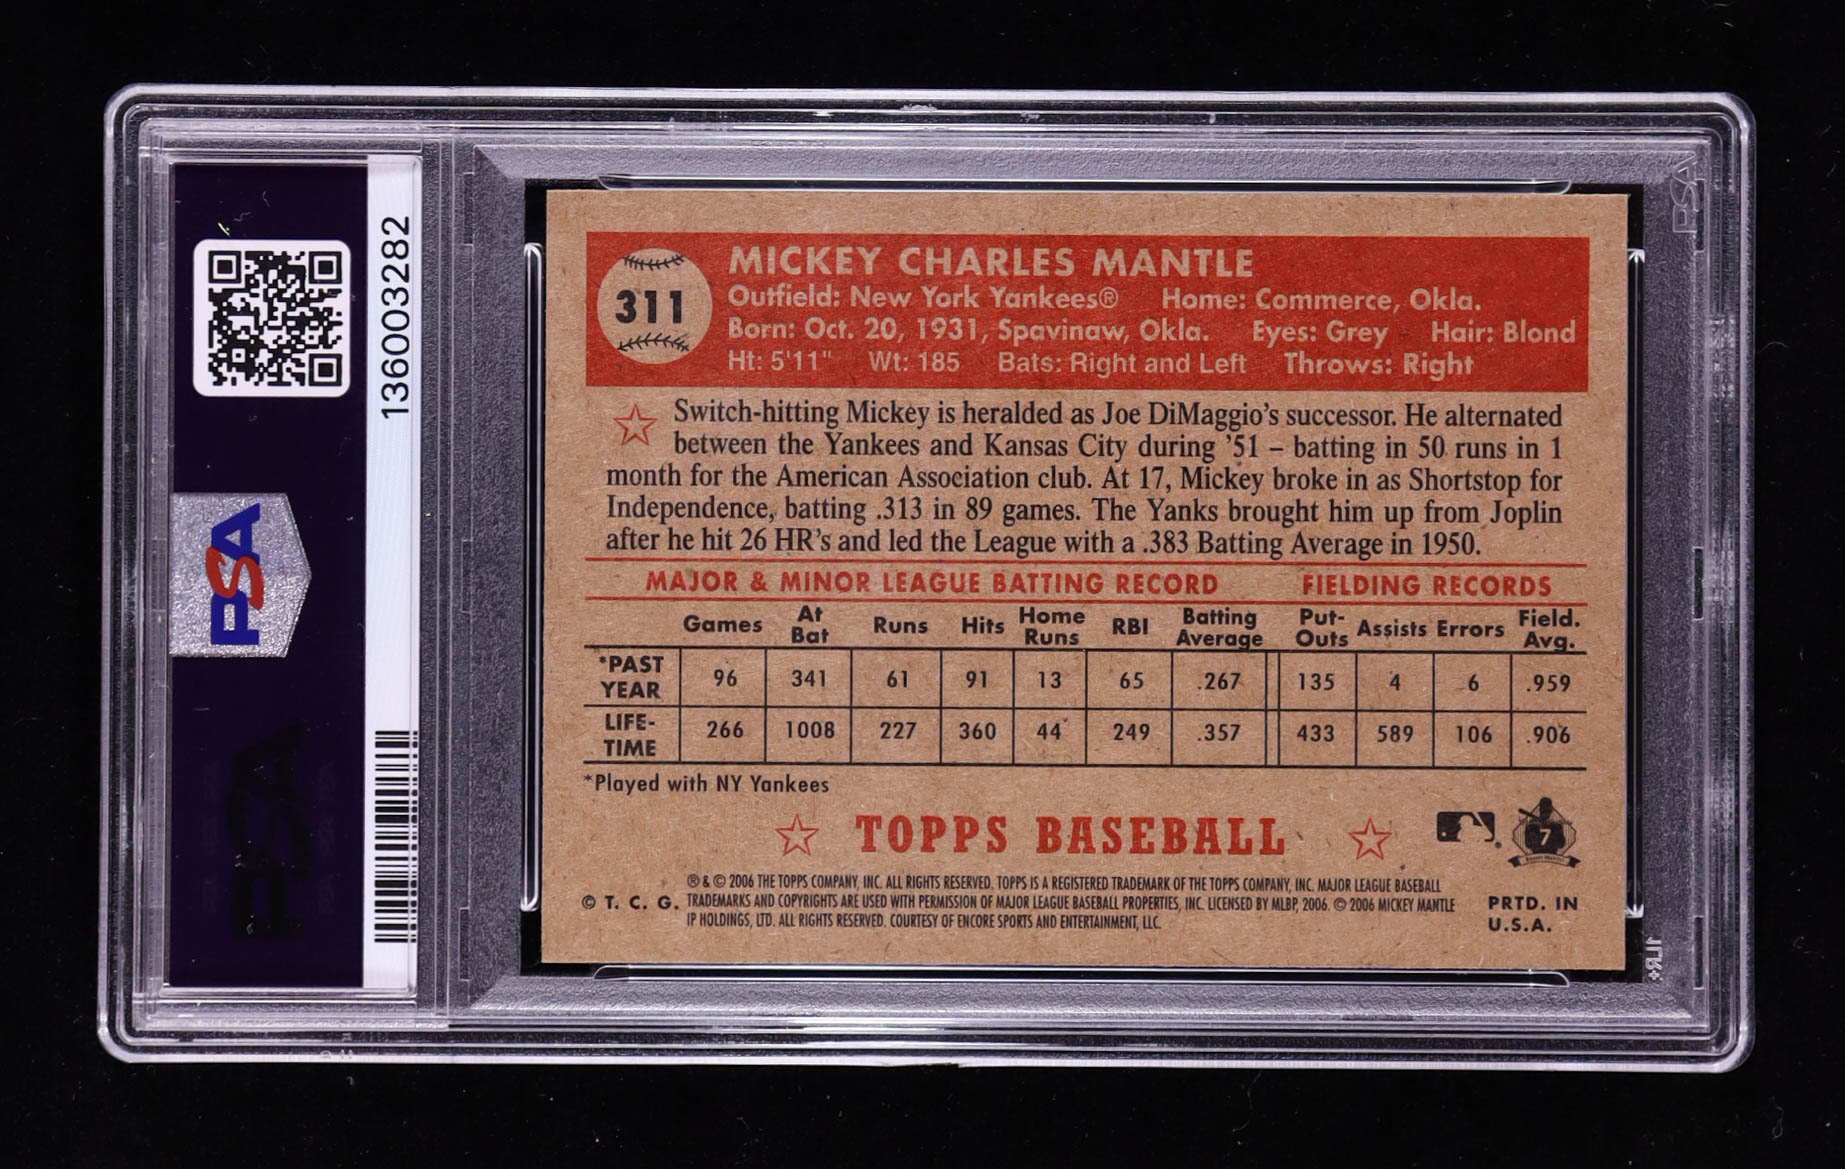 136003282
PSA
PSA
PSA
1LR+
311
MICKEY CHARLES MANTLE
Outfield: New York Yankees® Home: Commerce, Okla.
Born: Oct. 20, 1931, Spavinaw, Okla. Eyes: Grey Hair: Blond
Ht: 5'11" Wt: 185 Bats: Right and Left Throws: Right
Switch-hitting Mickey is heralded as Joe DiMaggio's successor. He alternated
between the Yankees and Kansas City during '51 – batting in 50 runs in 1
month for the American Association club. At 17, Mickey broke in as Shortstop for
Independence, batting .313 in 89 games. The Yanks brought him up from Joplin
after he hit 26 HR's and led the League with a .383 Batting Average in 1950.
MAJOR & MINOR LEAGUE BATTING RECORD FIELDING RECORDS
Games At Bat Runs Hits Home Runs RBI Batting Average Put-Outs Assists Errors Field. Avg.
*PAST YEAR 96 341 61 91 13 65 .267 135 4 6 .959
LIFE-TIME 266 1008 227 360 44 249 .357 433 589 106 .906
*Played with NY Yankees
TOPPS BASEBALL
7
® & © 2006 THE TOPPS COMPANY, INC. ALL RIGHTS RESERVED. TOPPS IS A REGISTERED TRADEMARK OF THE TOPPS COMPANY, INC. MAJOR LEAGUE BASEBALL
© T. C. G. TRADEMARKS AND COPYRIGHTS ARE USED WITH PERMISSION OF MAJOR LEAGUE BASEBALL PROPERTIES, INC. LICENSED BY MLBP, 2006. © 2006 MICKEY MANTLE
IP HOLDINGS, LTD. ALL RIGHTS RESERVED. COURTESY OF ENCORE SPORTS AND ENTERTAINMENT, LLC.
PRTD. IN
U.S.A.